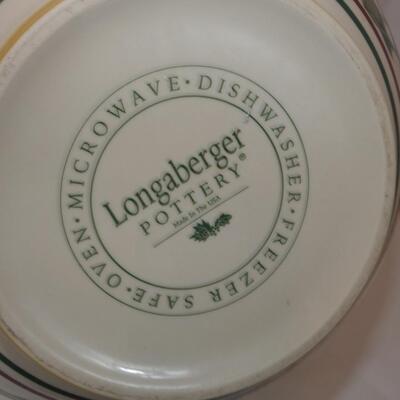 OVEN · MICROWAVE · DISHWASHER · FREEZER SAFE ·
Longaberger
POTTERY®
Made In The USA